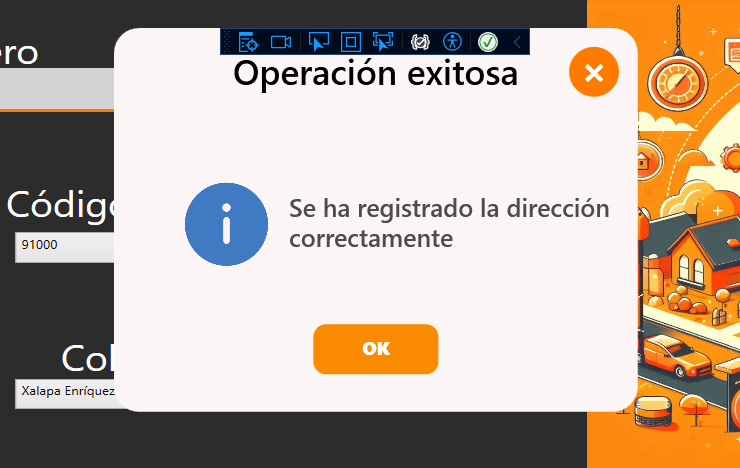 ero
Operación exitosa
Código
91000
Se ha registrado la dirección
correctamente
OK
Col
Xalapa Enríquez